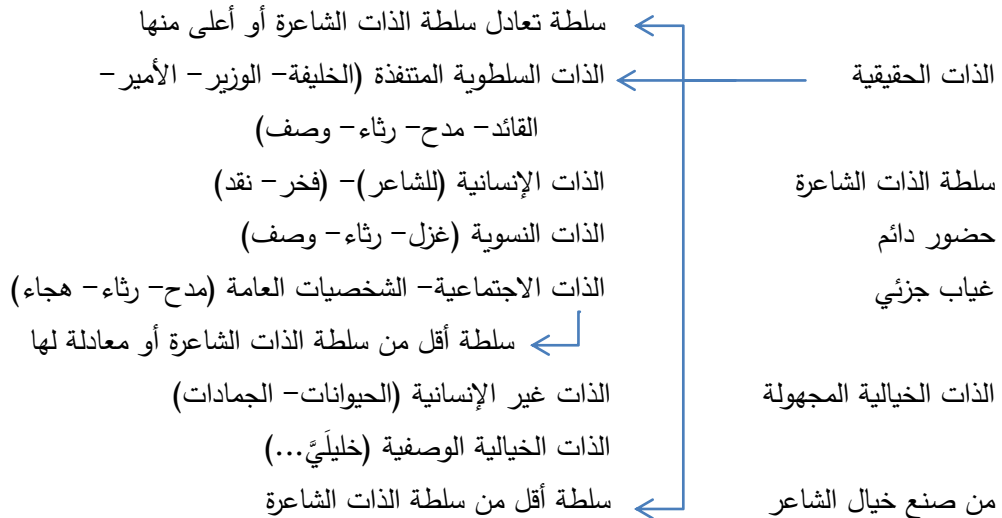 سلطة تعادل سلطة الذات الشاعرة أو أعلى منها
الذات الحقيقية الذات السلطوية المتنفذة (الخليفة- الوزير- الأمير-
القائد- مدح- رثاء- وصف)
سلطة الذات الشاعرة الذات الإنسانية (للشاعر)- (فخر- نقد)
حضور دائم الذات النسوية (غزل- رثاء- وصف)
غياب جزئي الذات الاجتماعية- الشخصيات العامة (مدح- رثاء- هجاء)
سلطة أقل من سلطة الذات الشاعرة أو معادلة لها
الذات الخيالية المجهولة الذات غير الإنسانية (الحيوانات- الجمادات)
الذات الخيالية الوصفية (خليلَيَّ...)
من صنع خيال الشاعر سلطة أقل من سلطة الذات الشاعرة